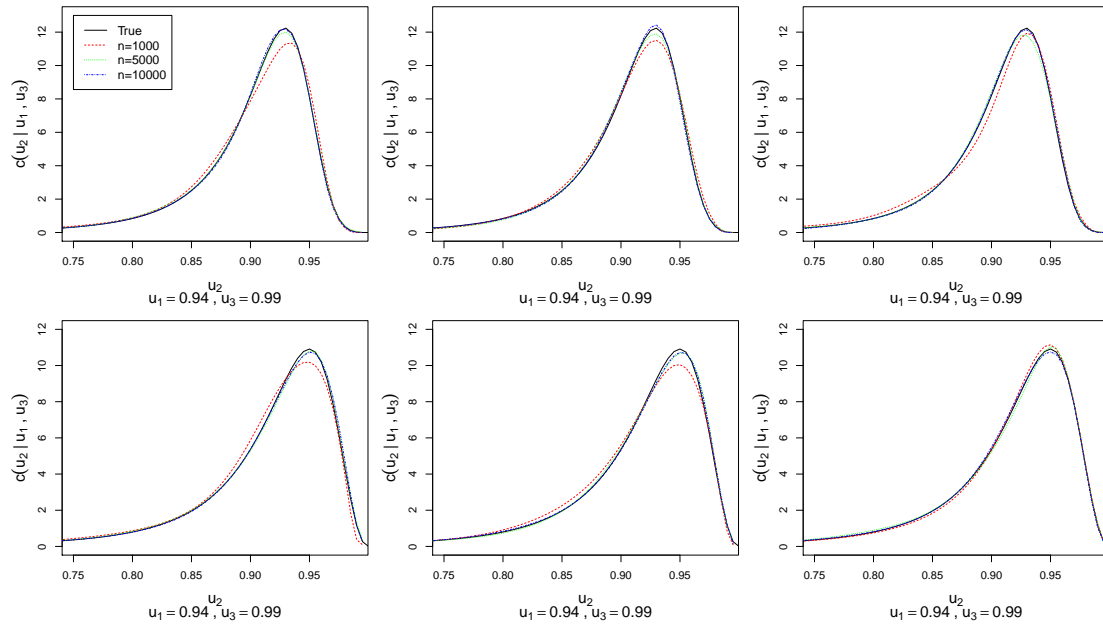 True
n=1000
n=5000
n=10000
c(u₂ | u₁ , u₃)
0 2 4 6 8 10 12
0.75 0.80 0.85 0.90 0.95
u₂
u₁ = 0.94 , u₃ = 0.99
c(u₂ | u₁ , u₃)
0 2 4 6 8 10 12
0.75 0.80 0.85 0.90 0.95
u₂
u₁ = 0.94 , u₃ = 0.99
c(u₂ | u₁ , u₃)
0 2 4 6 8 10 12
0.75 0.80 0.85 0.90 0.95
u₂
u₁ = 0.94 , u₃ = 0.99
c(u₂ | u₁ , u₃)
0 2 4 6 8 10 12
0.75 0.80 0.85 0.90 0.95
u₂
u₁ = 0.94 , u₃ = 0.99
c(u₂ | u₁ , u₃)
0 2 4 6 8 10 12
0.75 0.80 0.85 0.90 0.95
u₂
u₁ = 0.94 , u₃ = 0.99
c(u₂ | u₁ , u₃)
0 2 4 6 8 10 12
0.75 0.80 0.85 0.90 0.95
u₂
u₁ = 0.94 , u₃ = 0.99